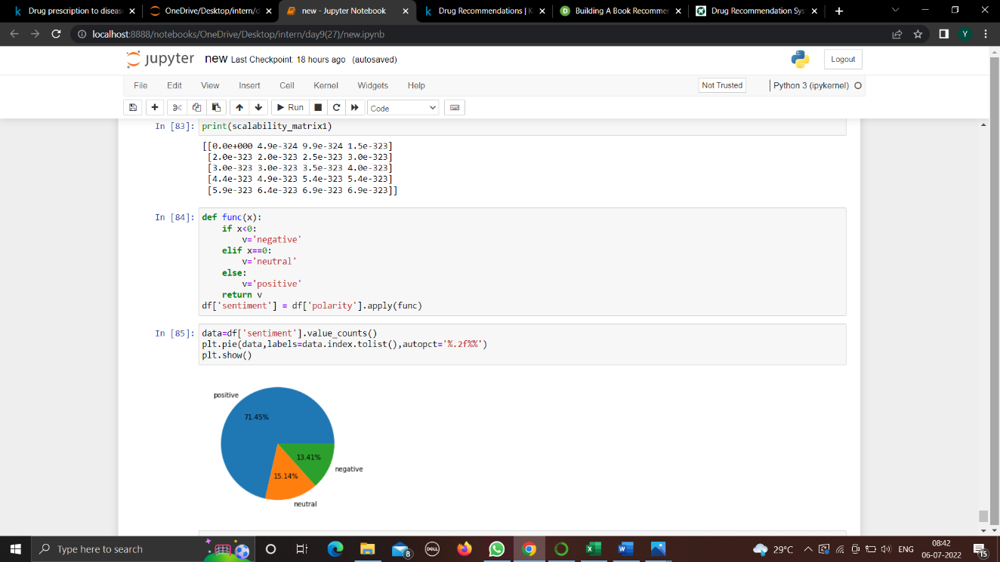 Drug prescription to diseas
OneDrive/Desktop/intern/d
new - Jupyter Notebook
Drug Recommendations | K
Building A Book Recommer
Drug Recommendation Sys
localhost:8888/notebooks/OneDrive/Desktop/intern/day9(27)/new.ipynb
Y
jupyter new Last Checkpoint: 18 hours ago (autosaved)
Logout
File Edit View Insert Cell Kernel Widgets Help
Not Trusted
Python 3 (ipykernel)
Run
Code
In [83]: print(scalability_matrix1)
[[0.0e+000 4.9e-324 9.9e-324 1.5e-323]
[2.0e-323 2.0e-323 2.5e-323 3.0e-323]
[3.0e-323 3.0e-323 3.5e-323 4.0e-323]
[4.4e-323 4.9e-323 5.4e-323 5.4e-323]
[5.9e-323 6.4e-323 6.9e-323 6.9e-323]]
In [84]: def func(x):
if x<0:
v='negative'
elif x==0:
v='neutral'
else:
v='positive'
return v
df['sentiment'] = df['polarity'].apply(func)
In [85]: data=df['sentiment'].value_counts()
plt.pie(data,labels=data.index.tolist(),autopct='%.2f%%')
plt.show()
positive
71.45%
13.41%
negative
15.14%
neutral
Type here to search
8
DELL
29°C
ENG
08:42
06-07-2022
15